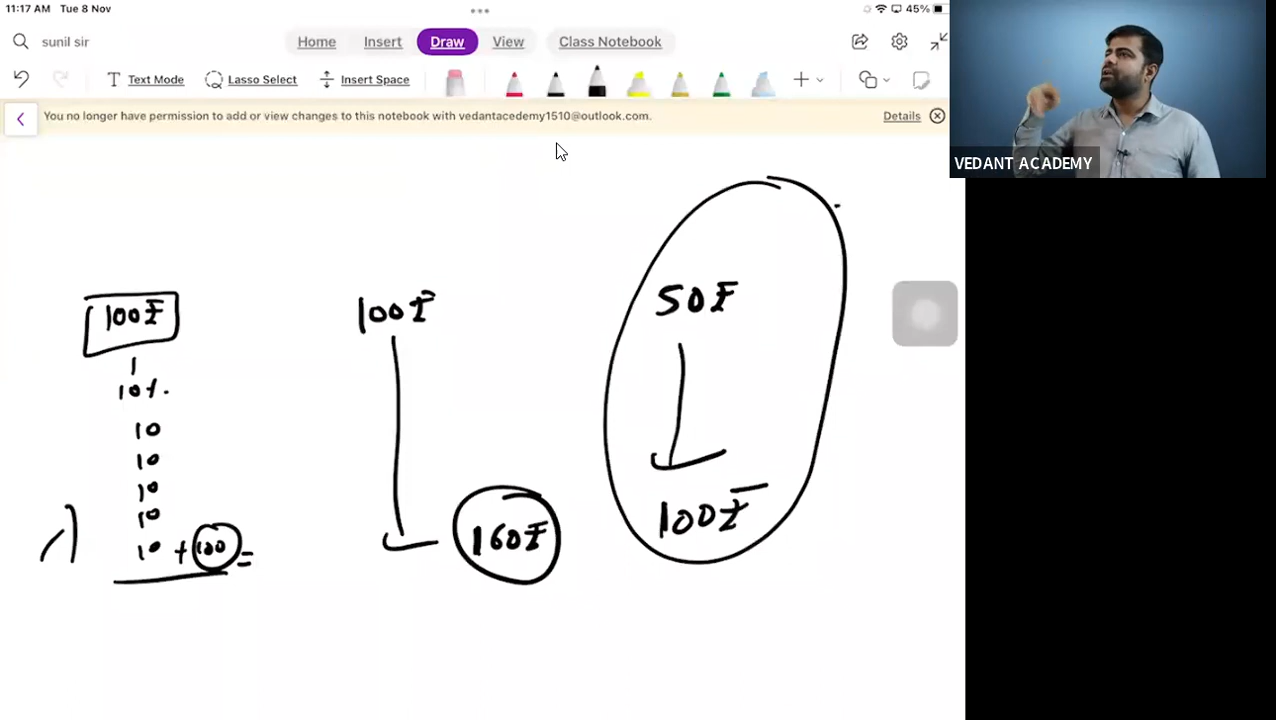 11:17 AM Tue 8 Nov
45%
sunil sir
Home Insert Draw View Class Notebook
Text Mode Lasso Select Insert Space
You no longer have permission to add or view changes to this notebook with vedantacedemy1510@outlook.com.
Details
VEDANT ACADEMY
100₹
10%.
10
10
10
10
10 + 100 =
100₹
160₹
50₹
100₹